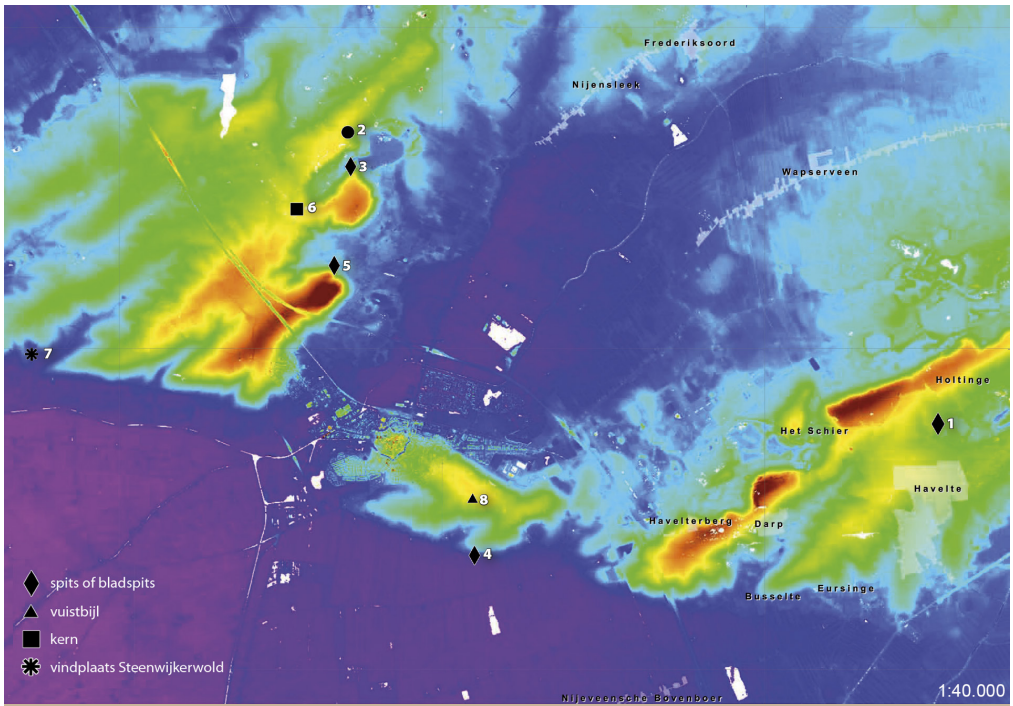 Frederiksoord
Nijensleek
2
3
Wapserveen
6
5
7
Holtinge
1
Het Schier
Havelte
8
Havelterberg
Darp
4
spits of bladspits
Eursinge
Busselte
vuistbijl
kern
vindplaats Steenwijkerwold
1:40.000
Nijeveensche Bovenboer